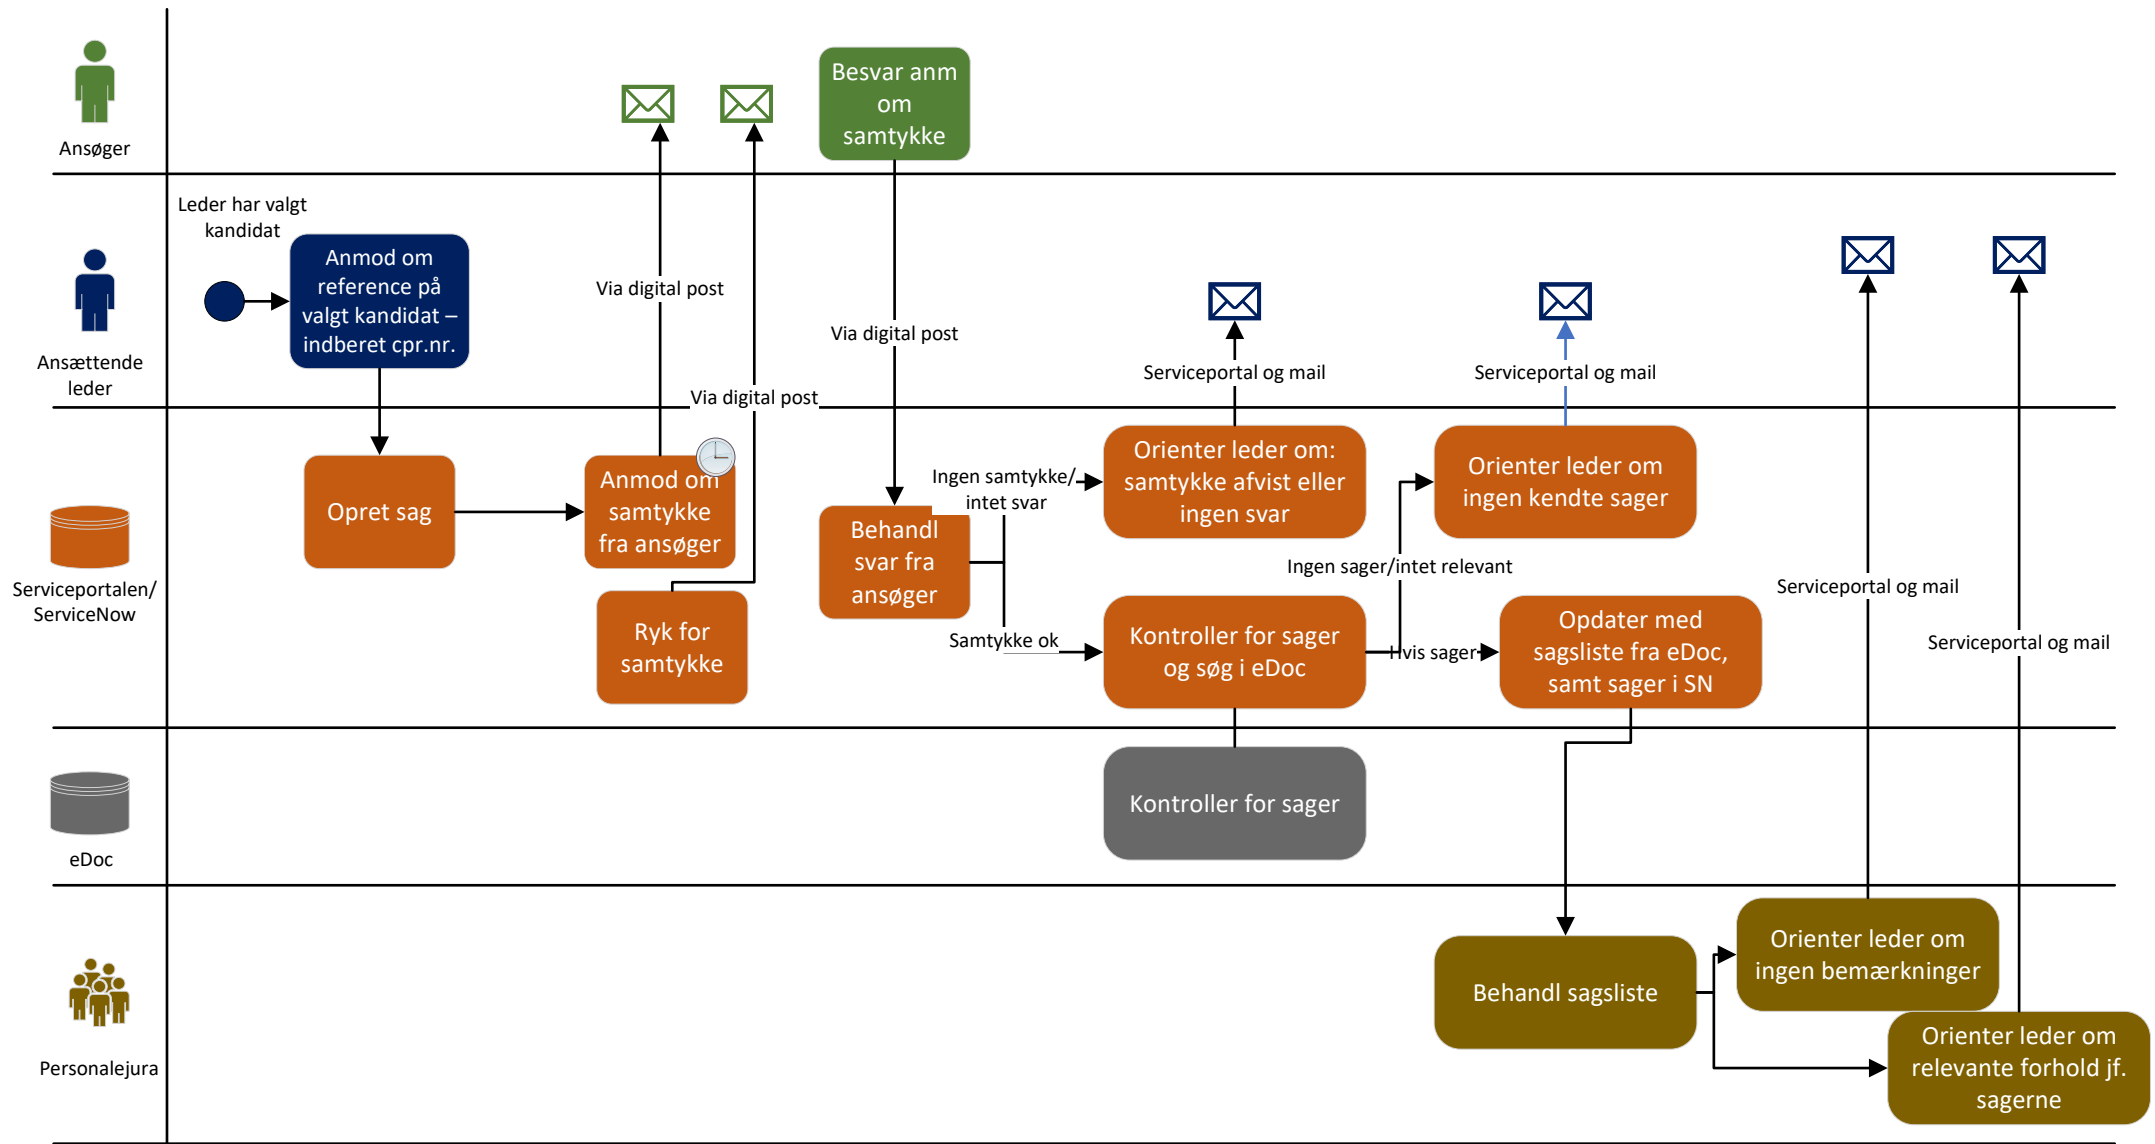 Ansøger
Besvar anm
om
samtykke
Leder har valgt
kandidat
Anmod om
reference på
valgt kandidat –
indberet cpr.nr.
Ansættende
leder
Via digital post
Via digital post
Via digital post
Serviceportal og mail
Serviceportal og mail
Serviceportalen/
ServiceNow
Opret sag
Anmod om
samtykke
fra ansøger
Ryk for
samtykke
Behandl
svar fra
ansøger
Ingen samtykke/
intet svar
Samtykke ok
Orienter leder om:
samtykke afvist eller
ingen svar
Kontroller for sager
og søg i eDoc
Ingen sager/intet relevant
Hvis sager
Orienter leder om
ingen kendte sager
Opdater med
sagsliste fra eDoc,
samt sager i SN
Serviceportal og mail
Serviceportal og mail
eDoc
Kontroller for sager
Personalejura
Behandl sagsliste
Orienter leder om
ingen bemærkninger
Orienter leder om
relevante forhold jf.
sagerne